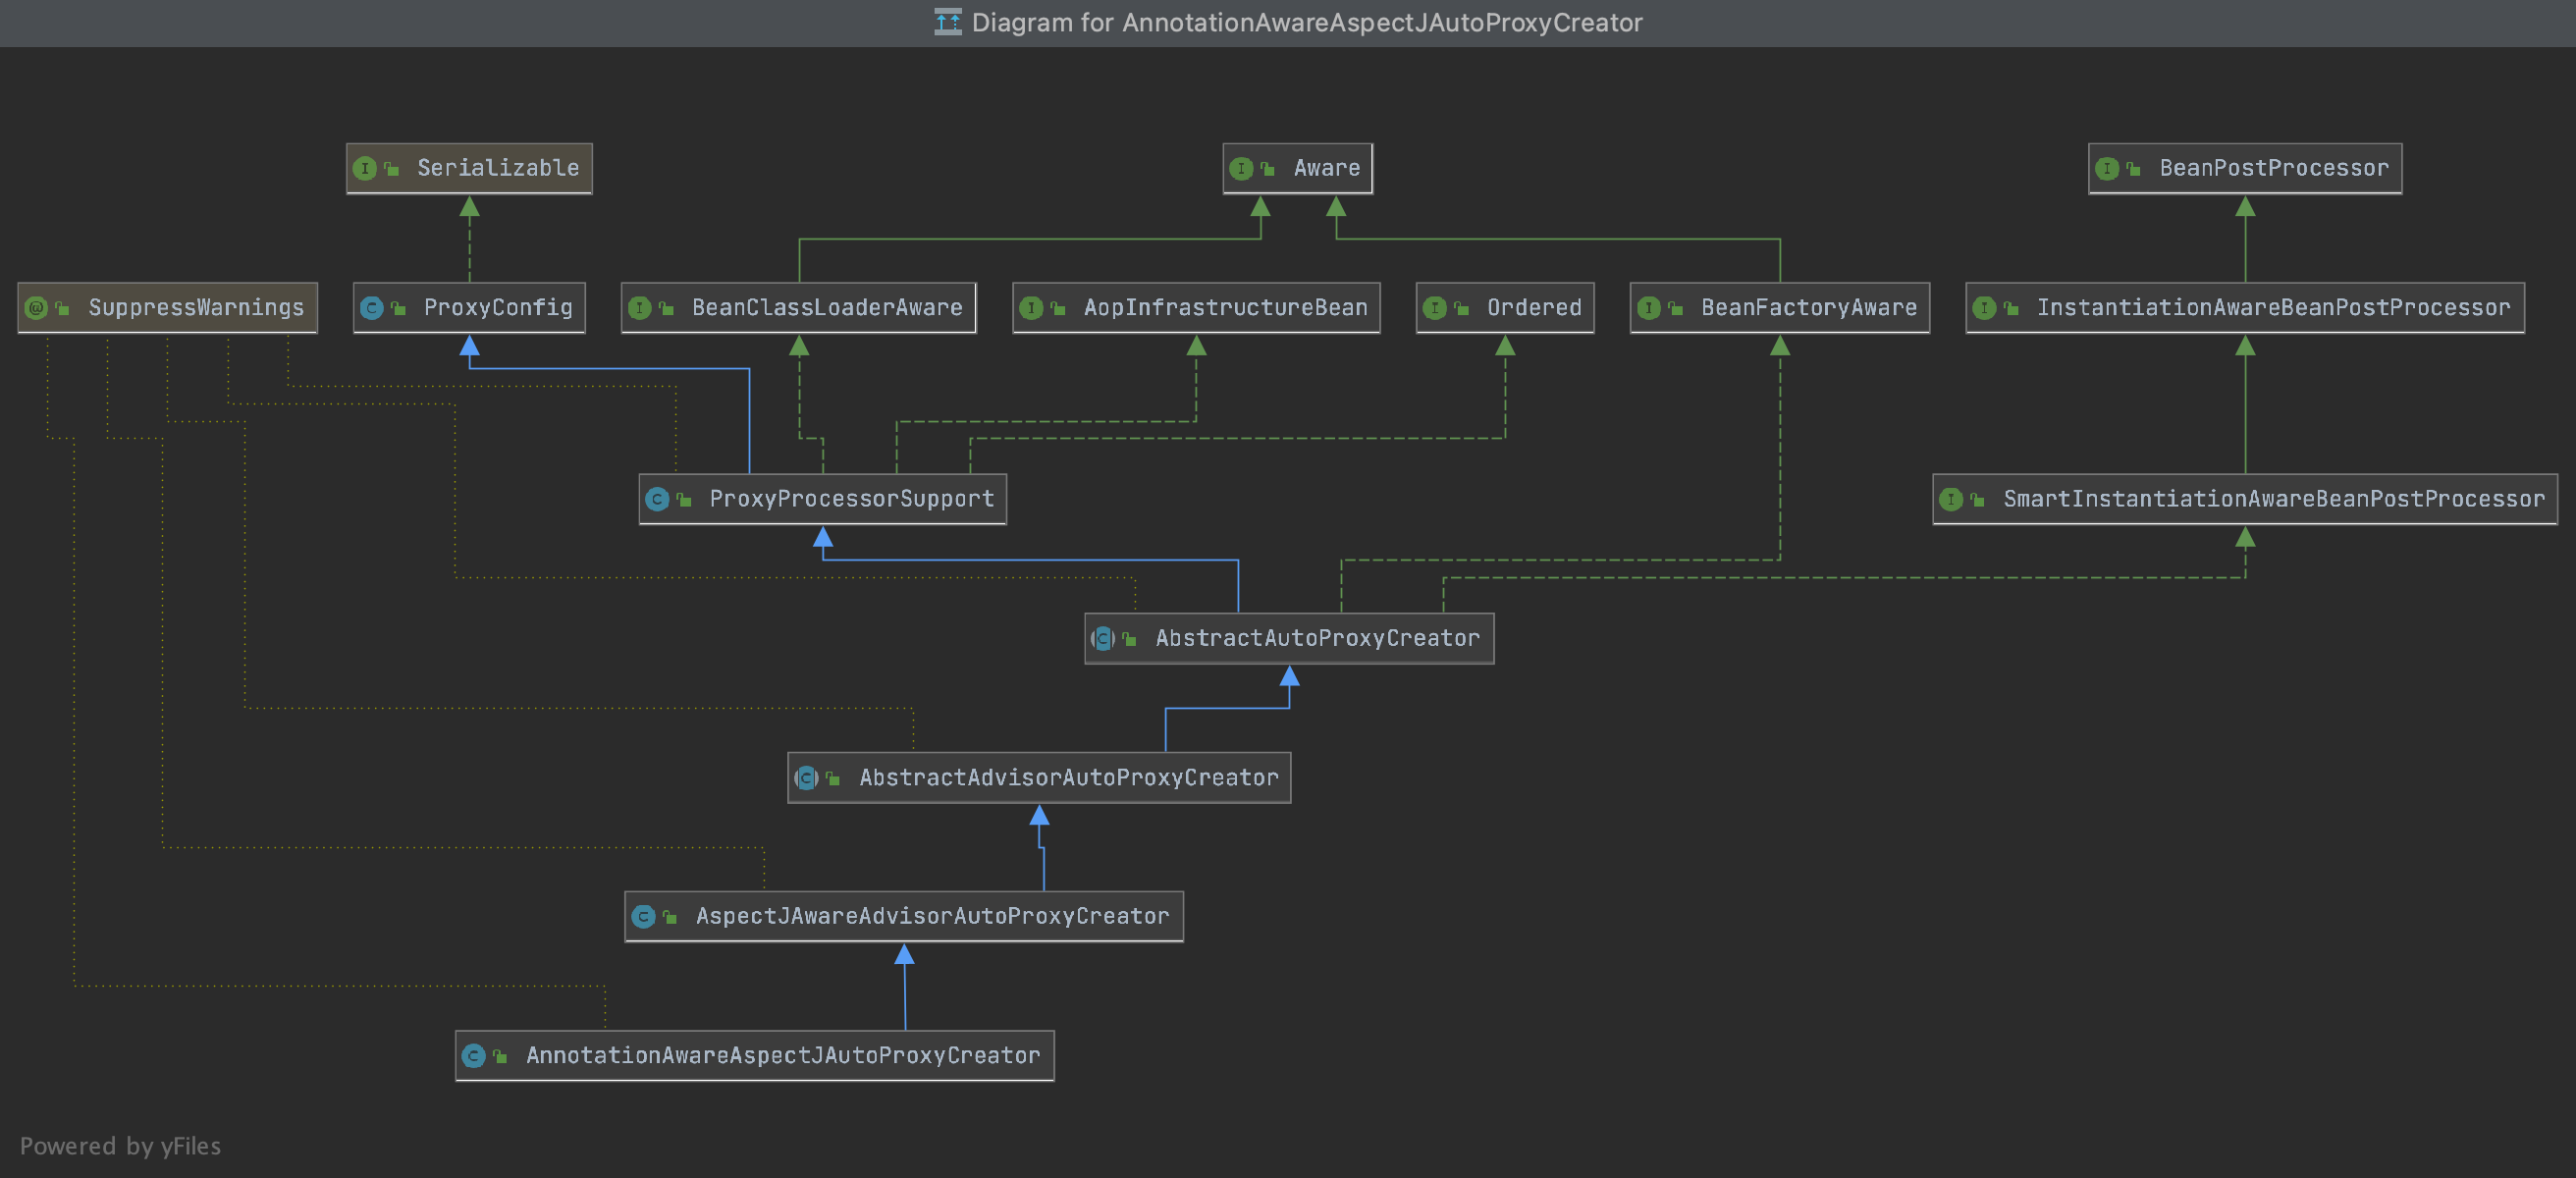 Diagram for AnnotationAwareAspectJAutoProxyCreator
Serializable
Aware
BeanPostProcessor
SuppressWarnings
ProxyConfig
BeanClassLoaderAware
AopInfrastructureBean
Ordered
BeanFactoryAware
InstantiationAwareBeanPostProcessor
ProxyProcessorSupport
SmartInstantiationAwareBeanPostProcessor
AbstractAutoProxyCreator
AbstractAdvisorAutoProxyCreator
AspectJAwareAdvisorAutoProxyCreator
AnnotationAwareAspectJAutoProxyCreator
Powered by yFiles